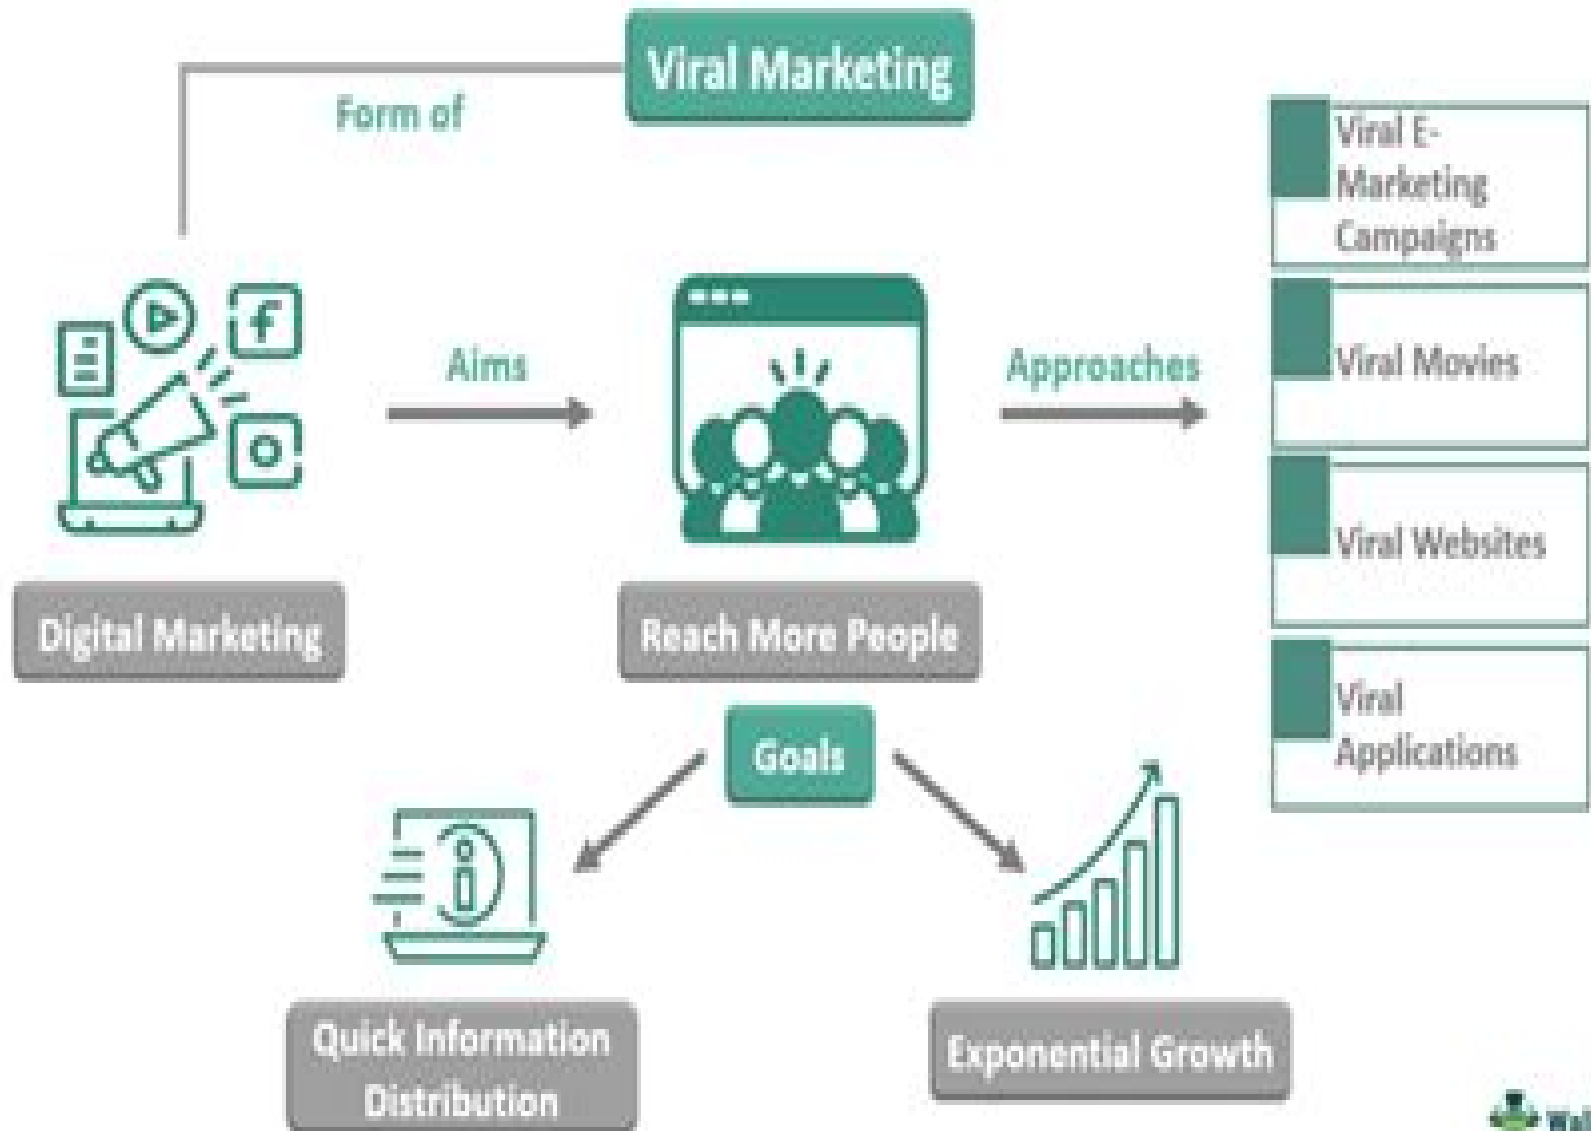 Viral Marketing
Form of
Viral E-
Marketing
Campaigns
Aims
Approaches
Viral Movies
Viral Websites
Digital Marketing
Reach More People
Viral
Applications
Goals
Quick Information
Distribution
Exponential Growth